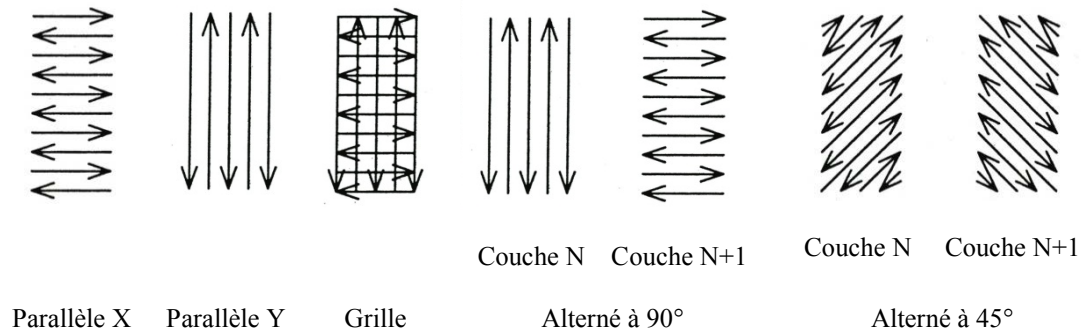 Couche N Couche N+1 Couche N Couche N+1
Parallèle X Parallèle Y Grille Alterné à 90° Alterné à 45°